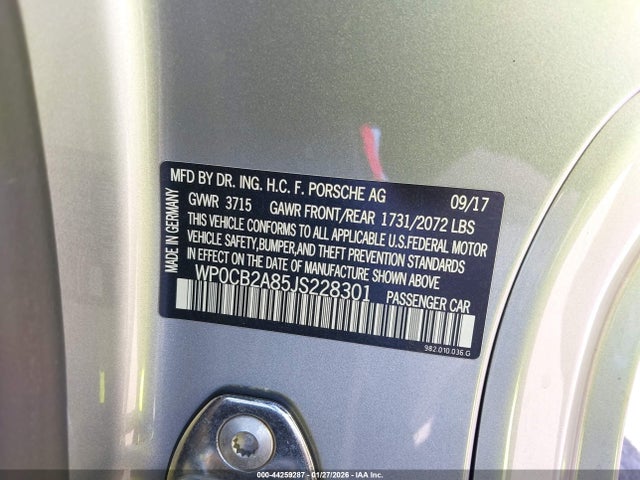 MFD BY DR. ING. H.C. F. PORSCHE AG 09/17
GVWR 3715 GAWR FRONT/REAR 1731/2072 LBS
THIS VEHICLE CONFORMS TO ALL APPLICABLE U.S.FEDERAL MOTOR
VEHICLE SAFETY,BUMPER,AND THEFT PREVENTION STANDARDS
IN EFFECT ON THE DATE OF MANUFACTURE SHOWN ABOVE
WP0CB2A85JS228301 PASSENGER CAR
982.010.036.G
MADE IN GERMANY
000-44259287 - 01/27/2026 - IAA Inc.